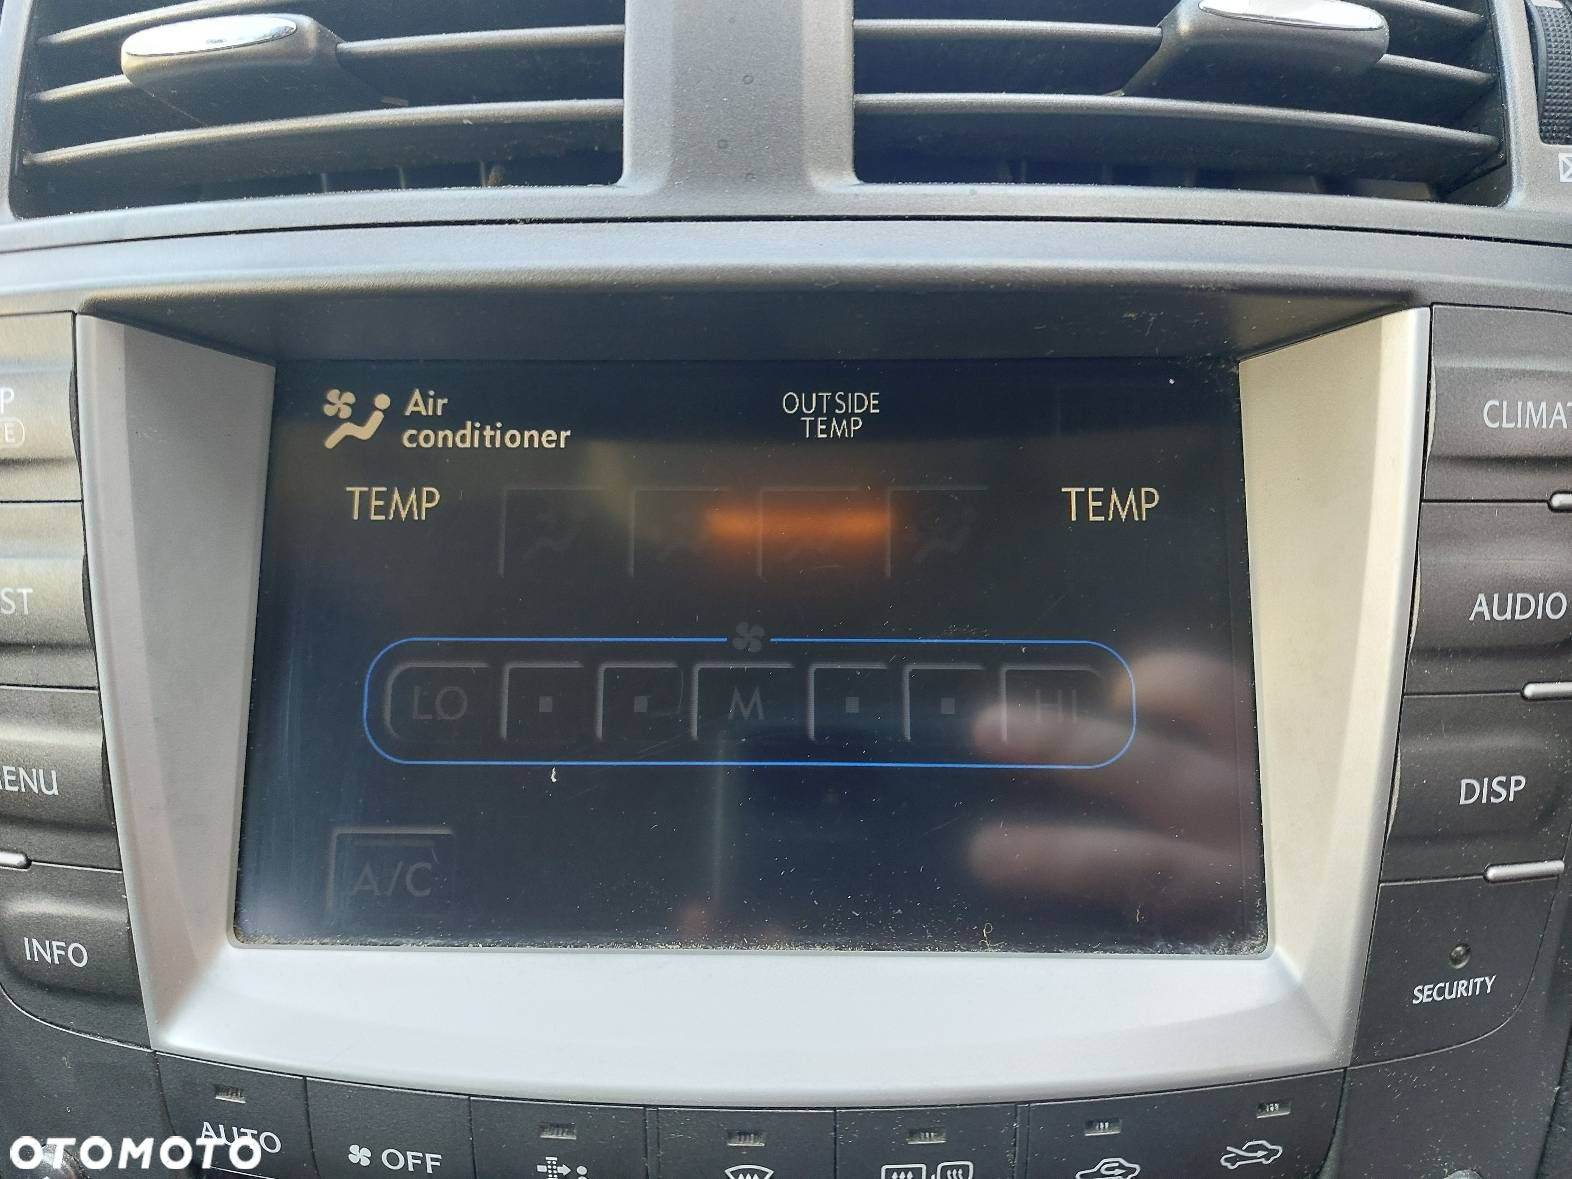 Air
conditioner
OUTSIDE
TEMP
TEMP
TEMP
LO
M
HI
A/C
ENU
INFO
CLIMAT
AUDIO
DISP
SECURITY
AUTO
OFF
OTOMOTO